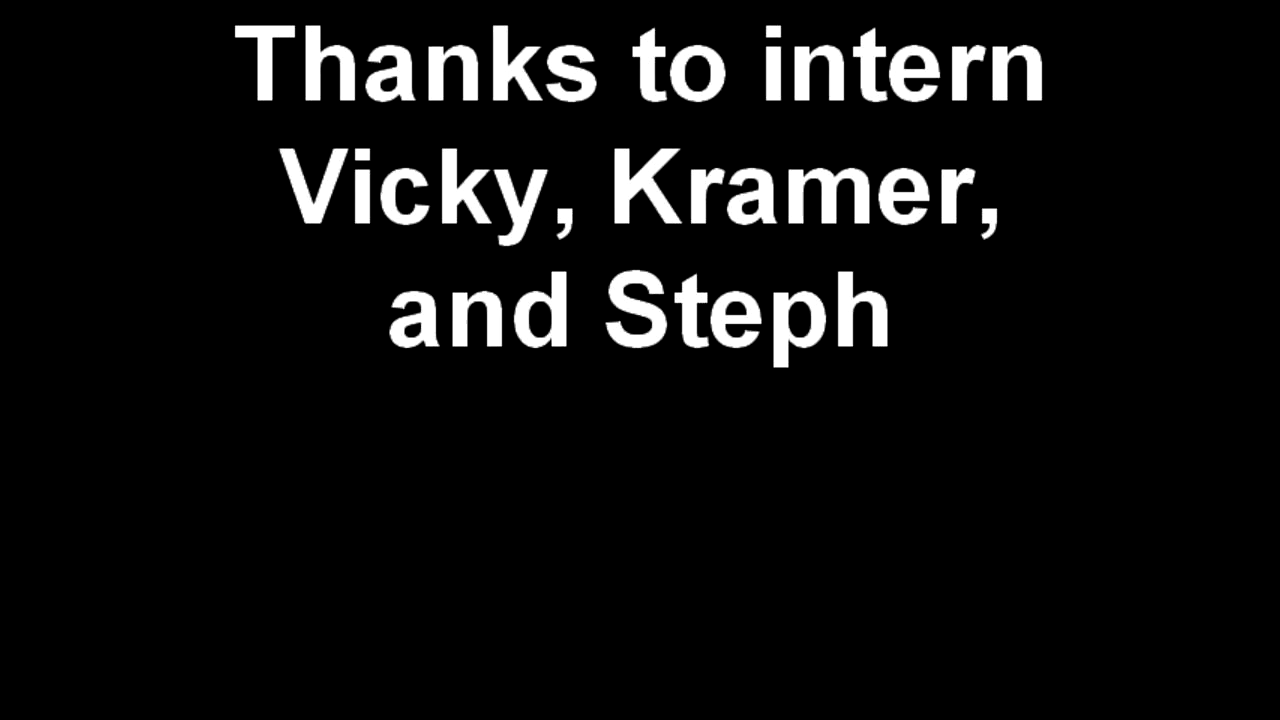 Thanks to intern
Vicky, Kramer,
and Steph